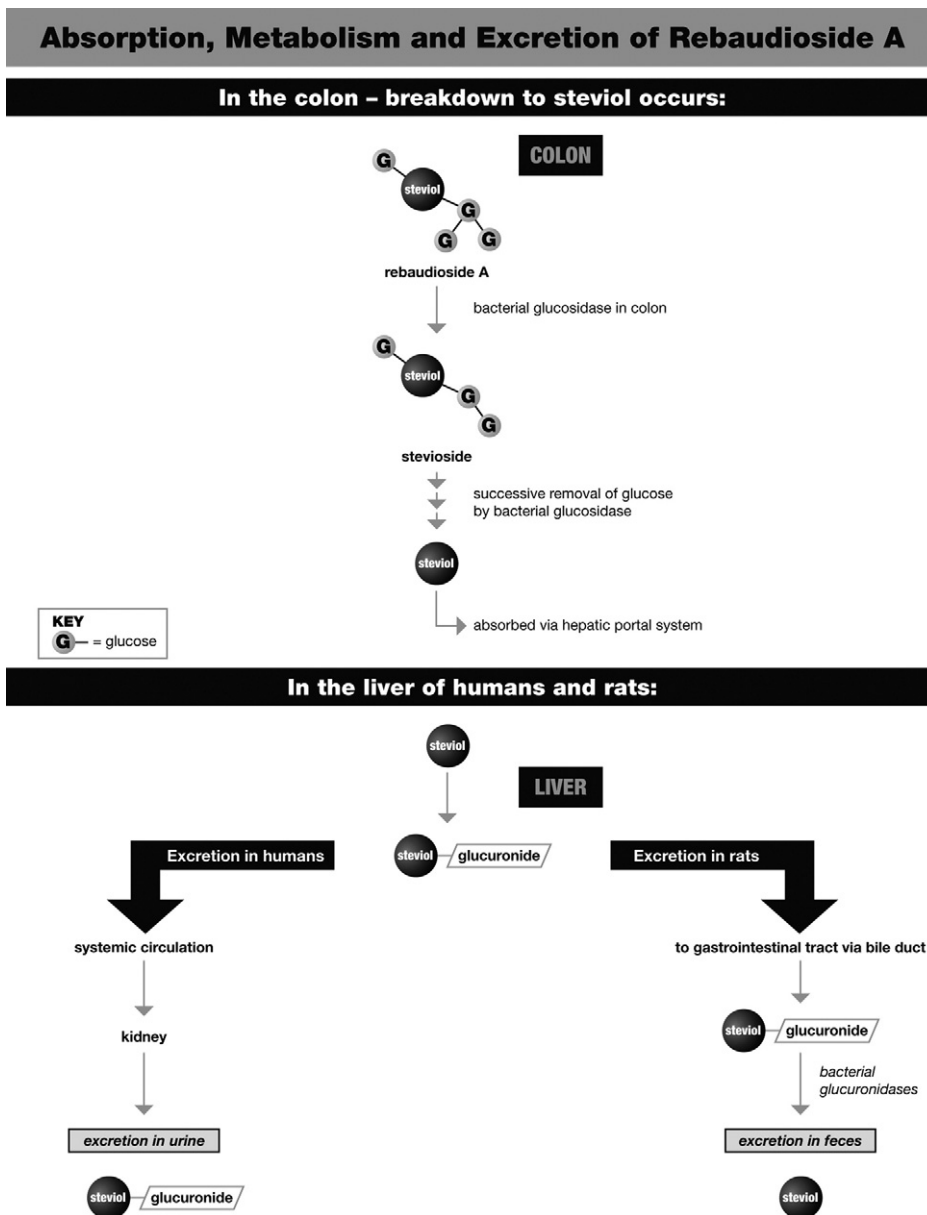 Absorption, Metabolism and Excretion of Rebaudioside A
In the colon – breakdown to steviol occurs:
COLON
G
steviol
G
G
G
rebaudioside A
bacterial glucosidase in colon
G
steviol
G
G
stevioside
successive removal of glucose
by bacterial glucosidase
steviol
absorbed via hepatic portal system
KEY
G = glucose
In the liver of humans and rats:
steviol
LIVER
steviol glucuronide
Excretion in humans
Excretion in rats
systemic circulation
to gastrointestinal tract via bile duct
kidney
steviol glucuronide
bacterial
glucuronidases
excretion in urine
excretion in feces
steviol glucuronide
steviol